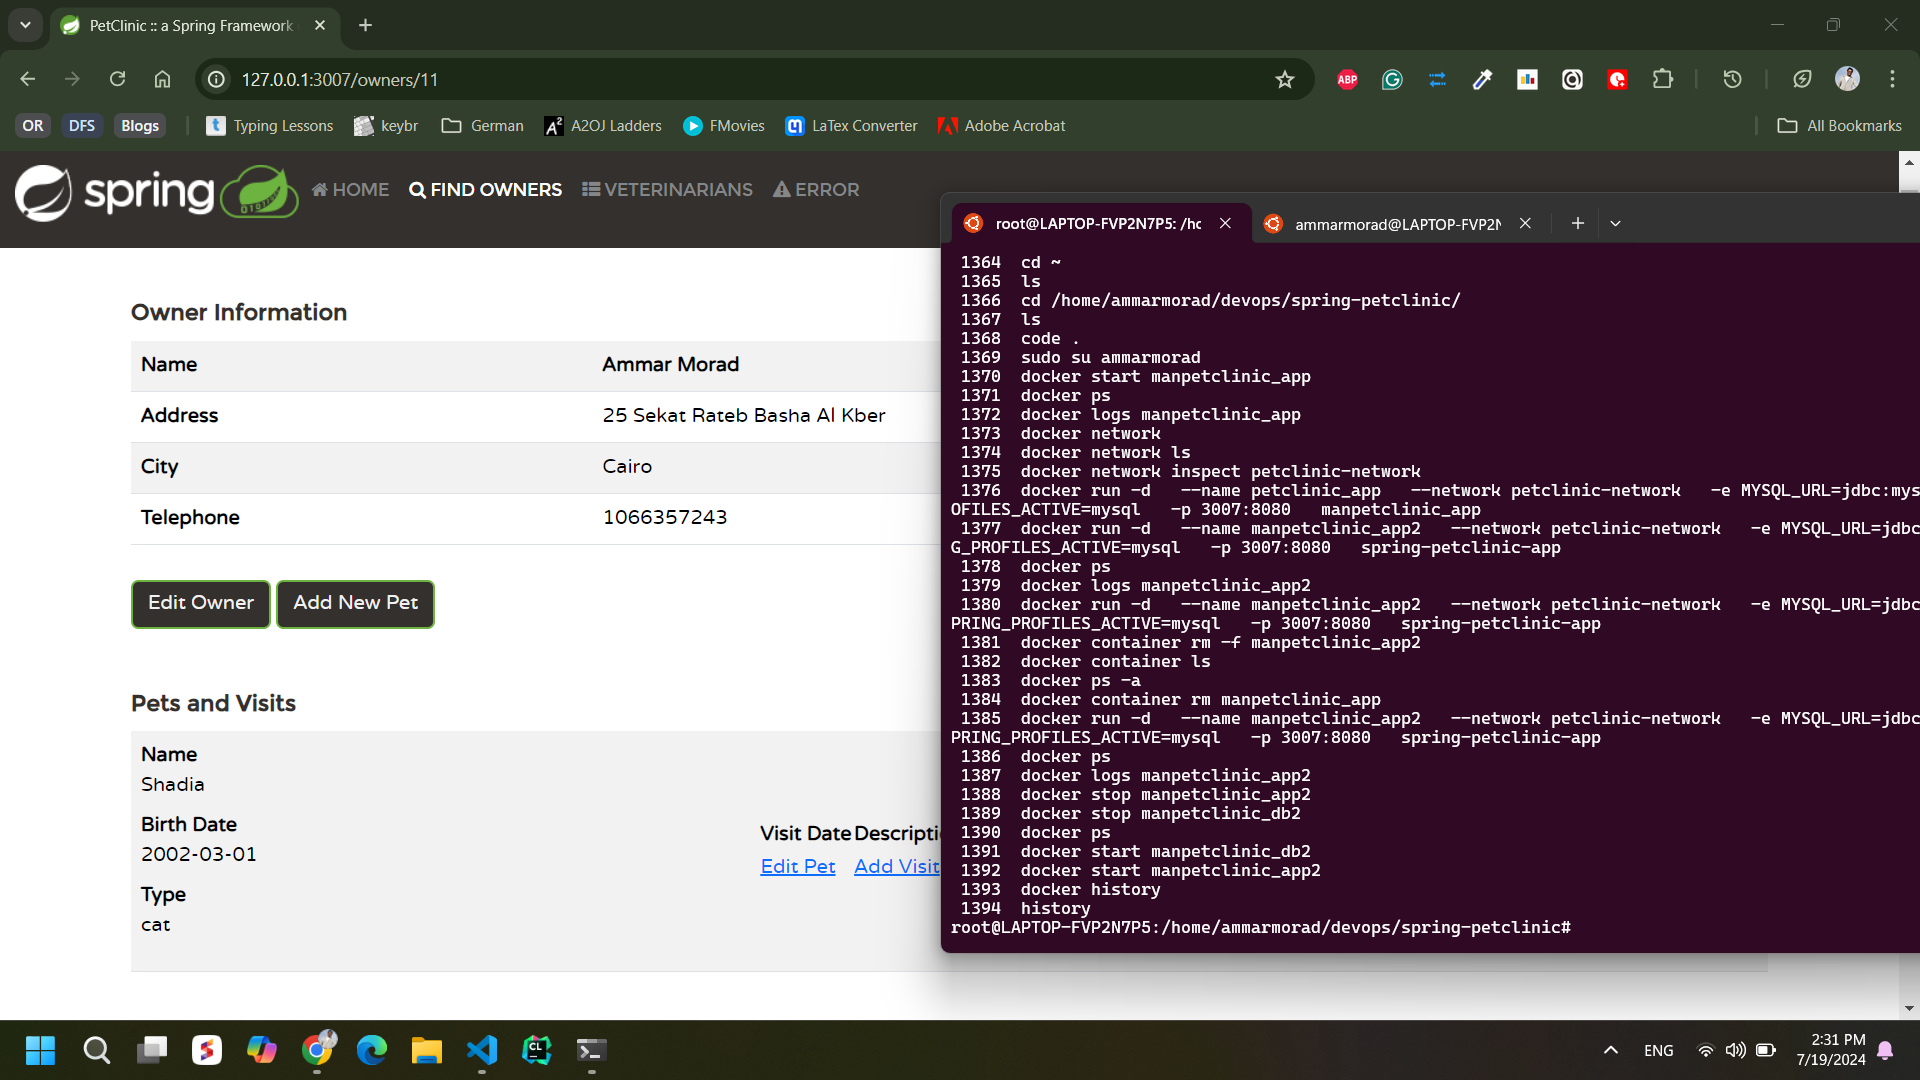 PetClinic :: a Spring Framework
127.0.0.1:3007/owners/11
ABP
OR DFS Blogs Typing Lessons keybr German A2OJ Ladders FMovies LaTex Converter Adobe Acrobat All Bookmarks
spring HOME FIND OWNERS VETERINARIANS ERROR
Owner Information
Name Ammar Morad
Address 25 Sekat Rateb Basha Al Kber
City Cairo
Telephone 1066357243
Edit Owner Add New Pet
Pets and Visits
Name
Shadia
Birth Date
2002-03-01
Type
cat
Visit Date Descripti
Edit Pet Add Visit
root@LAPTOP-FVP2N7P5: /hc ammarmorad@LAPTOP-FVP2N
1364 cd ~
1365 ls
1366 cd /home/ammarmorad/devops/spring-petclinic/
1367 ls
1368 code .
1369 sudo su ammarmorad
1370 docker start manpetclinic_app
1371 docker ps
1372 docker logs manpetclinic_app
1373 docker network
1374 docker network ls
1375 docker network inspect petclinic-network
1376 docker run -d --name petclinic_app --network petclinic-network -e MYSQL_URL=jdbc:mys
OFILES_ACTIVE=mysql -p 3007:8080 manpetclinic_app
1377 docker run -d --name manpetclinic_app2 --network petclinic-network -e MYSQL_URL=jdbc
G_PROFILES_ACTIVE=mysql -p 3007:8080 spring-petclinic-app
1378 docker ps
1379 docker logs manpetclinic_app2
1380 docker run -d --name manpetclinic_app2 --network petclinic-network -e MYSQL_URL=jdbc
PRING_PROFILES_ACTIVE=mysql -p 3007:8080 spring-petclinic-app
1381 docker container rm -f manpetclinic_app2
1382 docker container ls
1383 docker ps -a
1384 docker container rm manpetclinic_app
1385 docker run -d --name manpetclinic_app2 --network petclinic-network -e MYSQL_URL=jdbc
PRING_PROFILES_ACTIVE=mysql -p 3007:8080 spring-petclinic-app
1386 docker ps
1387 docker logs manpetclinic_app2
1388 docker stop manpetclinic_app2
1389 docker stop manpetclinic_db2
1390 docker ps
1391 docker start manpetclinic_db2
1392 docker start manpetclinic_app2
1393 docker history
1394 history
root@LAPTOP-FVP2N7P5:/home/ammarmorad/devops/spring-petclinic#
ENG
2:31 PM
7/19/2024